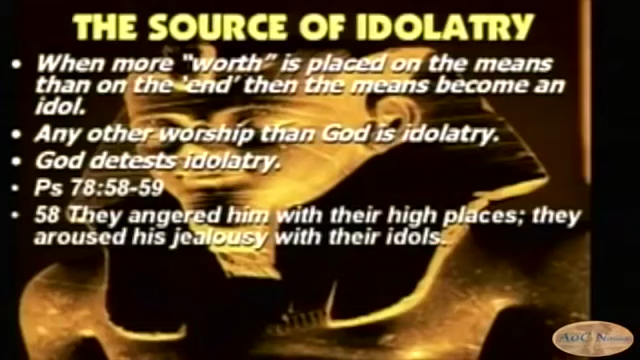 THE SOURCE OF IDOLATRY
• When more "worth" is placed on the means
than on the 'end' then the means become an
idol.
• Any other worship than God is idolatry.
• God detests idolatry.
• Ps 78:58-59
• 58 They angered him with their high places; they
aroused his jealousy with their idols.
AoC N